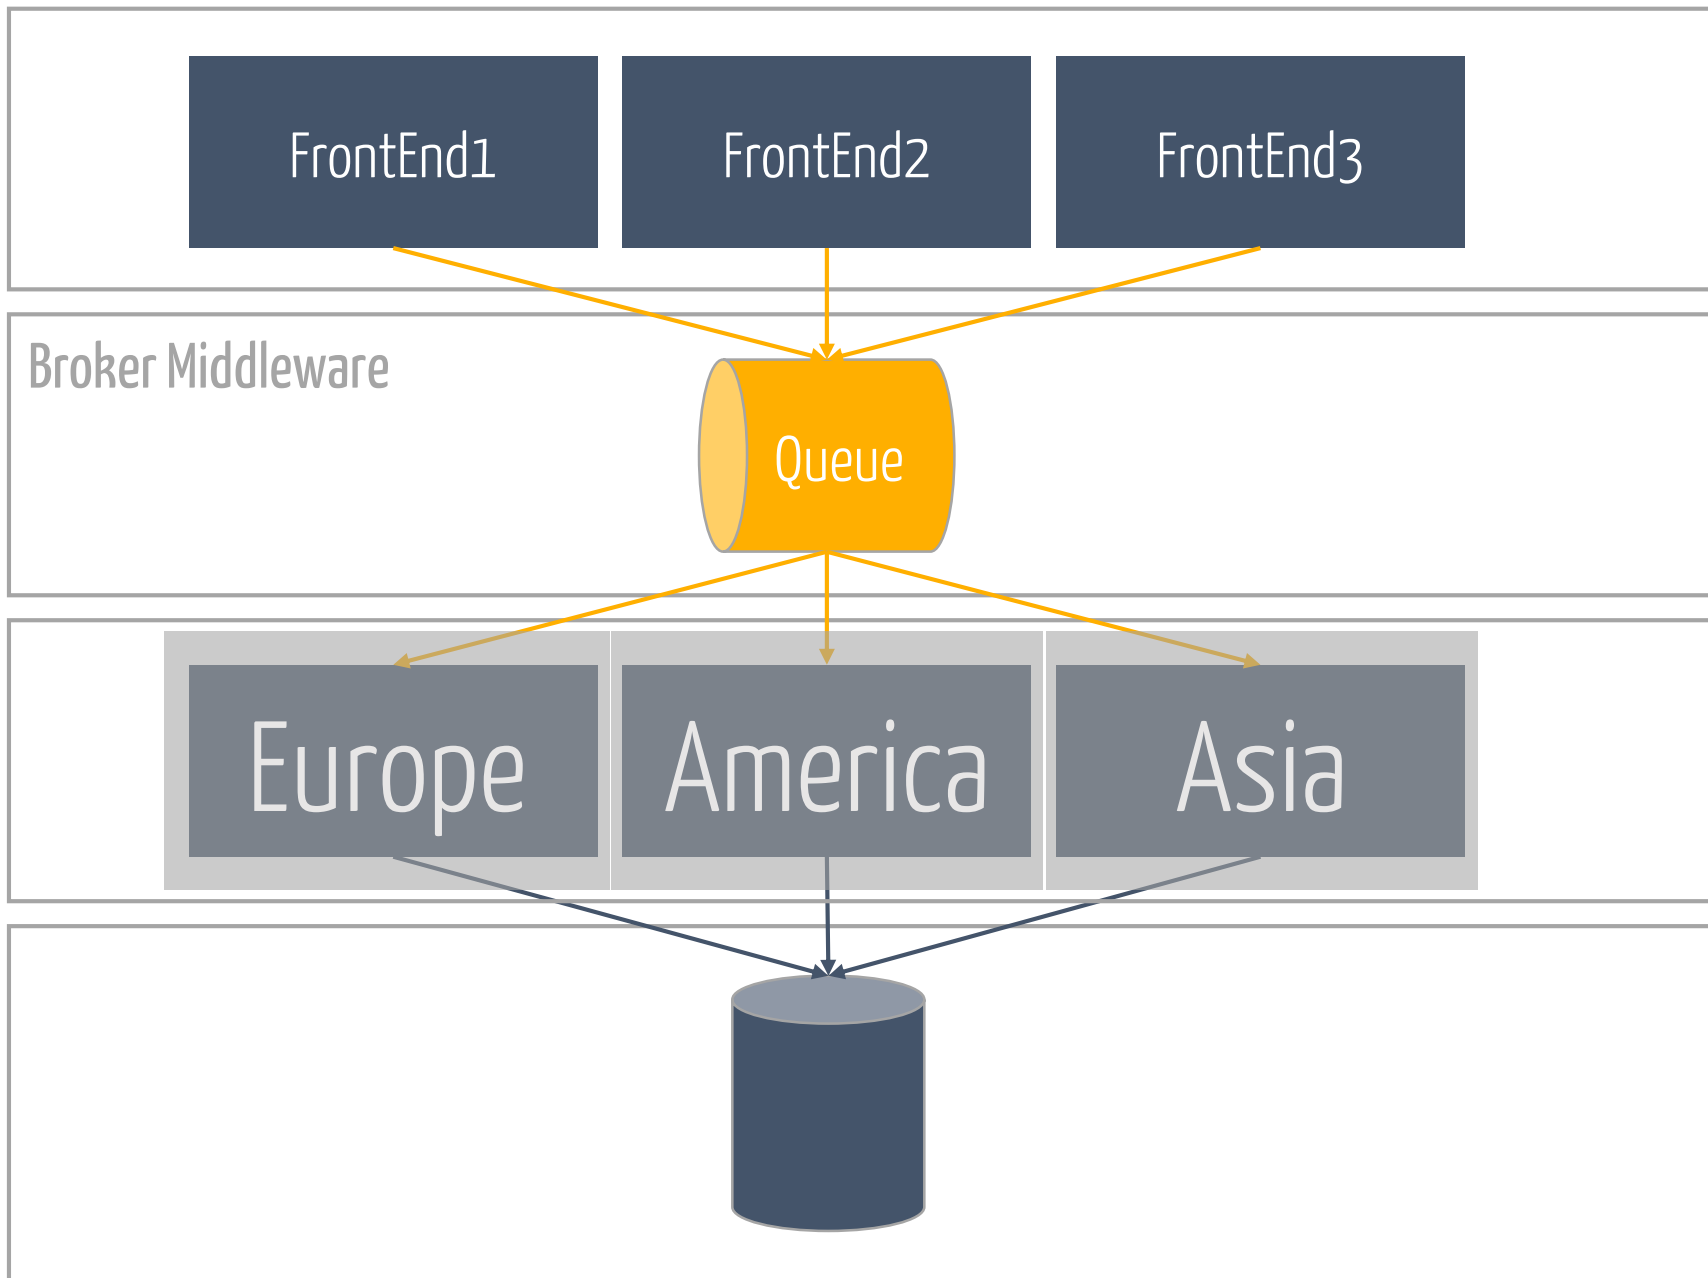 FrontEnd1
FrontEnd2
FrontEnd3
Broker Middleware
Queue
Europe
America
Asia